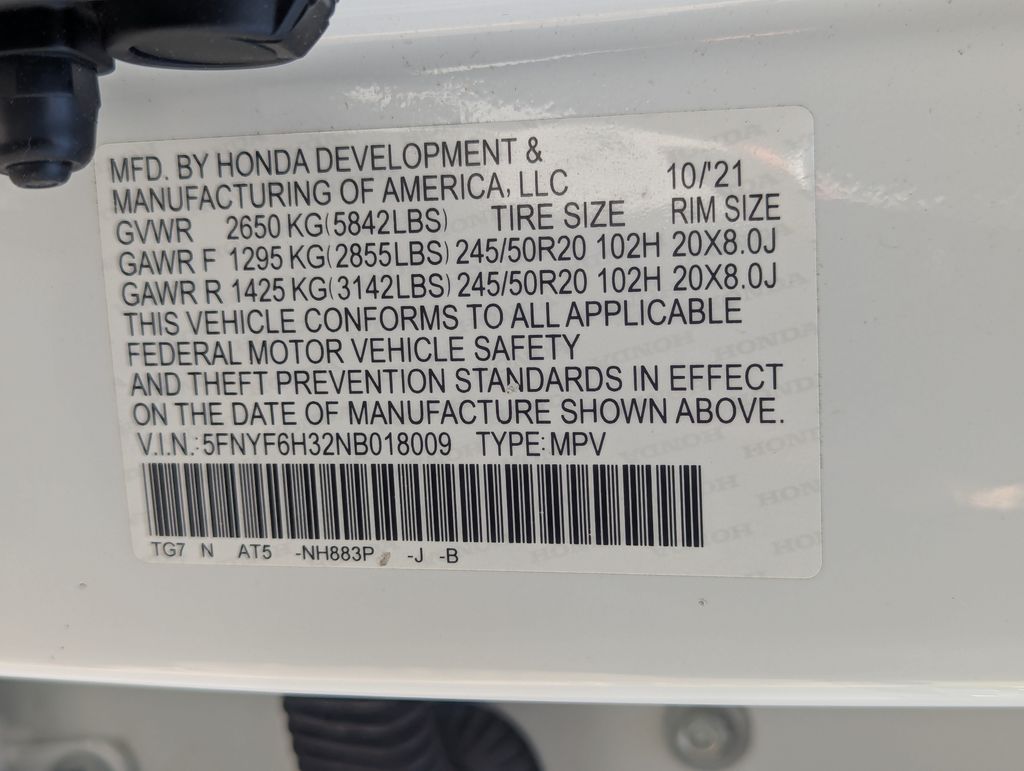 MFD. BY HONDA DEVELOPMENT &
MANUFACTURING OF AMERICA, LLC 10/'21
GVWR 2650 KG(5842LBS) TIRE SIZE RIM SIZE
GAWR F 1295 KG(2855LBS) 245/50R20 102H 20X8.0J
GAWR R 1425 KG(3142LBS) 245/50R20 102H 20X8.0J
THIS VEHICLE CONFORMS TO ALL APPLICABLE
FEDERAL MOTOR VEHICLE SAFETY
AND THEFT PREVENTION STANDARDS IN EFFECT
ON THE DATE OF MANUFACTURE SHOWN ABOVE.
V.I.N.: 5FNYF6H32NB018009 TYPE: MPV
TG7 N AT5 -NH883P -J -B